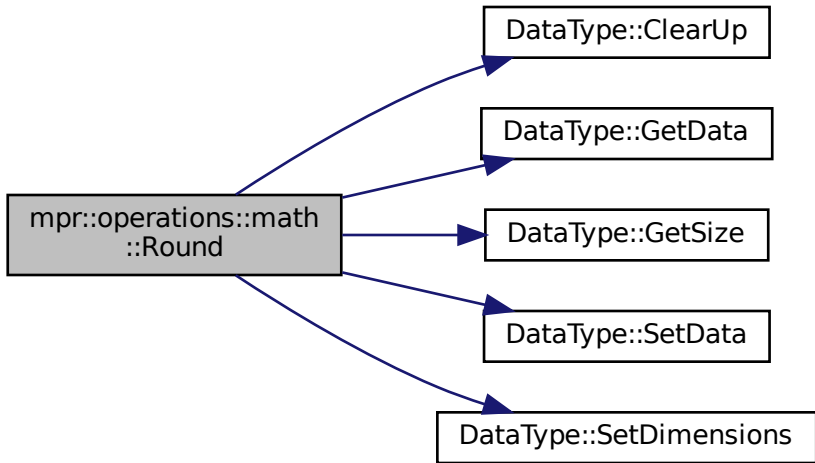 mpr::operations::math
::Round
DataType::ClearUp
DataType::GetData
DataType::GetSize
DataType::SetData
DataType::SetDimensions